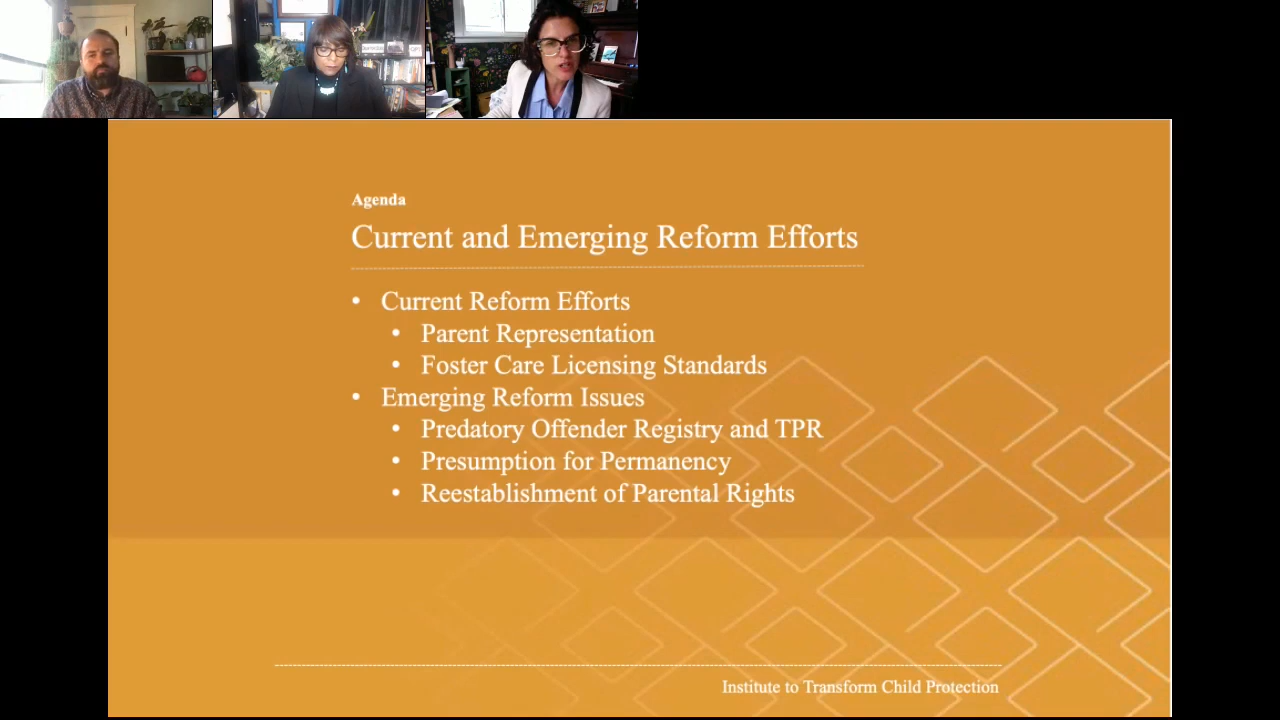 Agenda
Current and Emerging Reform Efforts
• Current Reform Efforts
• Parent Representation
• Foster Care Licensing Standards
• Emerging Reform Issues
• Predatory Offender Registry and TPR
• Presumption for Permanency
• Reestablishment of Parental Rights
Institute to Transform Child Protection